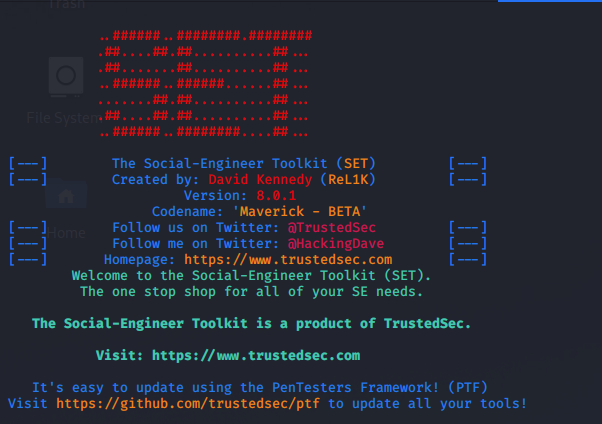 Trash
..######..########.########
.##....##.##..........##...
.##.......##..........##...
..######..######......##...
.......##.##..........##...
.##....##.##..........##...
..######..########....##...
File System
Home
[---] The Social-Engineer Toolkit (SET) [---]
[---] Created by: David Kennedy (ReL1K) [---]
Version: 8.0.1
Codename: 'Maverick - BETA'
[---] Follow us on Twitter: @TrustedSec [---]
[---] Follow me on Twitter: @HackingDave [---]
[---] Homepage: https://www.trustedsec.com [---]
Welcome to the Social-Engineer Toolkit (SET).
The one stop shop for all of your SE needs.
The Social-Engineer Toolkit is a product of TrustedSec.
Visit: https://www.trustedsec.com
It's easy to update using the PenTesters Framework! (PTF)
Visit https://github.com/trustedsec/ptf to update all your tools!